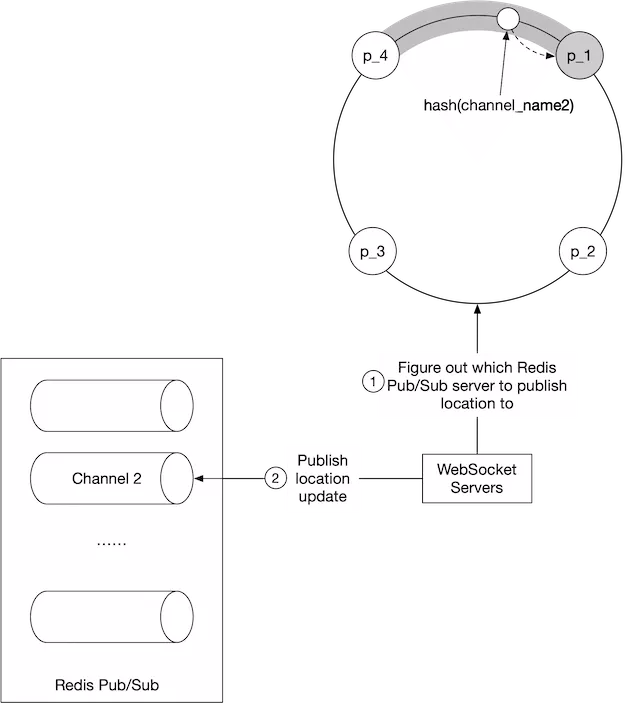 p_4
p_1
hash(channel_name2)
p_3
p_2
1
Figure out which Redis
Pub/Sub server to publish
location to
WebSocket
Servers
2
Publish
location
update
Channel 2
......
Redis Pub/Sub